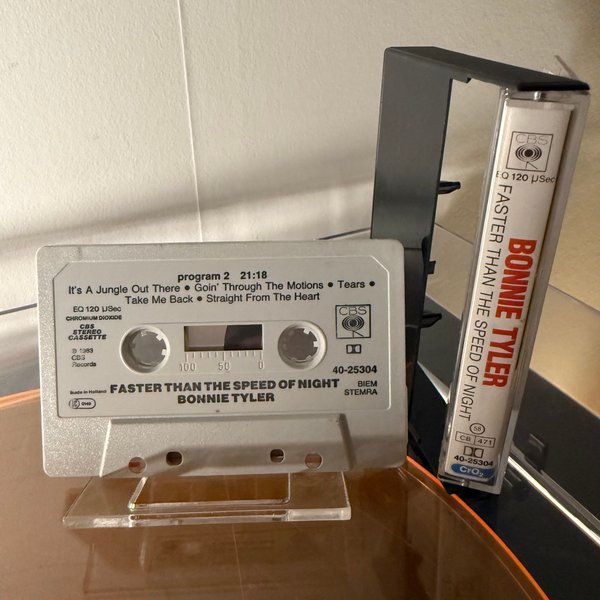 program 2 21:18
It's A Jungle Out There • Goin' Through The Motions • Tears •
Take Me Back • Straight From The Heart
EQ 120 µSec
CHROMIUM DIOXIDE
CBS
STEREO
CASSETTE
℗ 1983
CBS
Records
Made in Holland
CBS
100 50 0
40-25304
FASTER THAN THE SPEED OF NIGHT
BONNIE TYLER
BIEM
STEMRA
CBS
EQ 120 µSec
BONNIE TYLER
FASTER THAN THE SPEED OF NIGHT
58
CB 471
40-25304
CrO₂